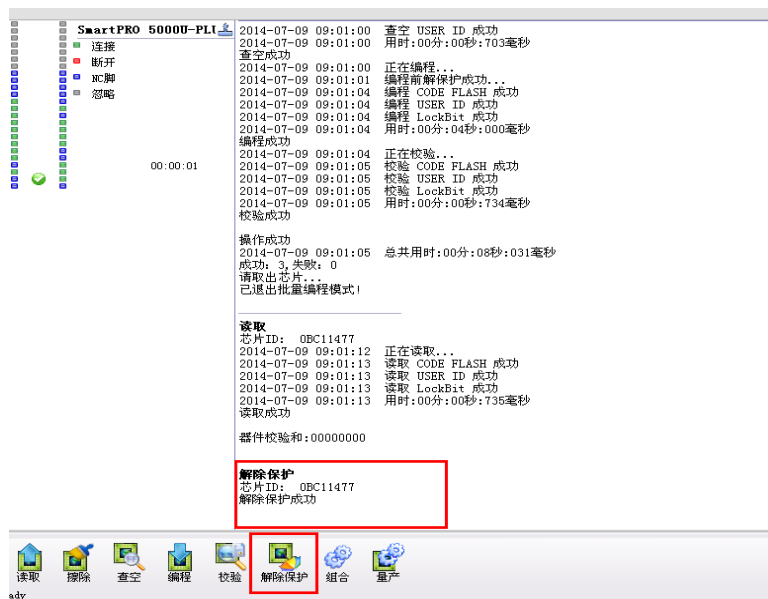 SmartPRO 5000U-PLU
连接
断开
NC脚
忽略
00:00:01
2014-07-09 09:01:00 查空 USER ID 成功
2014-07-09 09:01:00 用时:00分:00秒:703毫秒
查空成功
2014-07-09 09:01:00 正在编程...
2014-07-09 09:01:01 编程前解保护成功...
2014-07-09 09:01:04 编程 CODE FLASH 成功
2014-07-09 09:01:04 编程 USER ID 成功
2014-07-09 09:01:04 编程 LockBit 成功
2014-07-09 09:01:04 用时:00分:04秒:000毫秒
编程成功
2014-07-09 09:01:04 正在校验...
2014-07-09 09:01:05 校验 CODE FLASH 成功
2014-07-09 09:01:05 校验 USER ID 成功
2014-07-09 09:01:05 校验 LockBit 成功
2014-07-09 09:01:05 用时:00分:00秒:734毫秒
校验成功
操作成功
2014-07-09 09:01:05 总共用时:00分:08秒:031毫秒
成功: 3,失败: 0
请取出芯片...
已退出批量编程模式!
读取
芯片ID: 0BC11477
2014-07-09 09:01:12 正在读取...
2014-07-09 09:01:13 读取 CODE FLASH 成功
2014-07-09 09:01:13 读取 USER ID 成功
2014-07-09 09:01:13 读取 LockBit 成功
2014-07-09 09:01:13 用时:00分:00秒:735毫秒
读取成功
器件校验和:00000000
解除保护
芯片ID: 0BC11477
解除保护成功
读取 擦除 查空 编程 校验 解除保护 组合 量产
ady